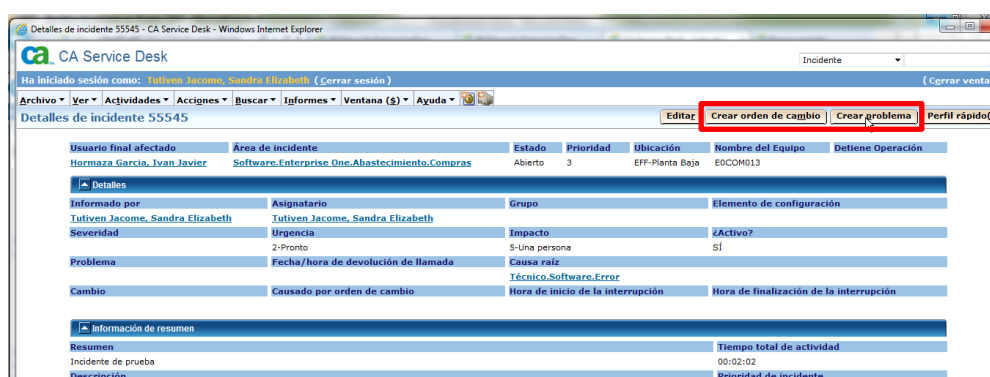 Detalles de incidente 55545 - CA Service Desk - Windows Internet Explorer
ca. CA Service Desk
Incidente
Ha iniciado sesión como: Tutiven Jacome, Sandra Elizabeth (Cerrar sesión) (Cerrar venta
Archivo Ver Actividades Acciones Buscar Informes Ventana ($) Ayuda
Detalles de incidente 55545 Editar Crear orden de cambio Crear problema Perfil rápido(
Usuario final afectado Área de incidente Estado Prioridad Ubicación Nombre del Equipo Detiene Operación
Hormaza Garcia, Ivan Javier Software.Enterprise One.Abastecimiento.Compras Abierto 3 EFF-Planta Baja E0COM013
Detalles
Informado por Asignatario Grupo Elemento de configuración
Tutiven Jacome, Sandra Elizabeth Tutiven Jacome, Sandra Elizabeth
Severidad Urgencia Impacto ¿Activo?
2-Pronto 5-Una persona SÍ
Problema Fecha/hora de devolución de llamada Causa raíz
Técnico.Software.Error
Cambio Causado por orden de cambio Hora de inicio de la interrupción Hora de finalización de la interrupción
Información de resumen
Resumen Tiempo total de actividad
Incidente de prueba 00:02:02
Descripción Prioridad de incidente